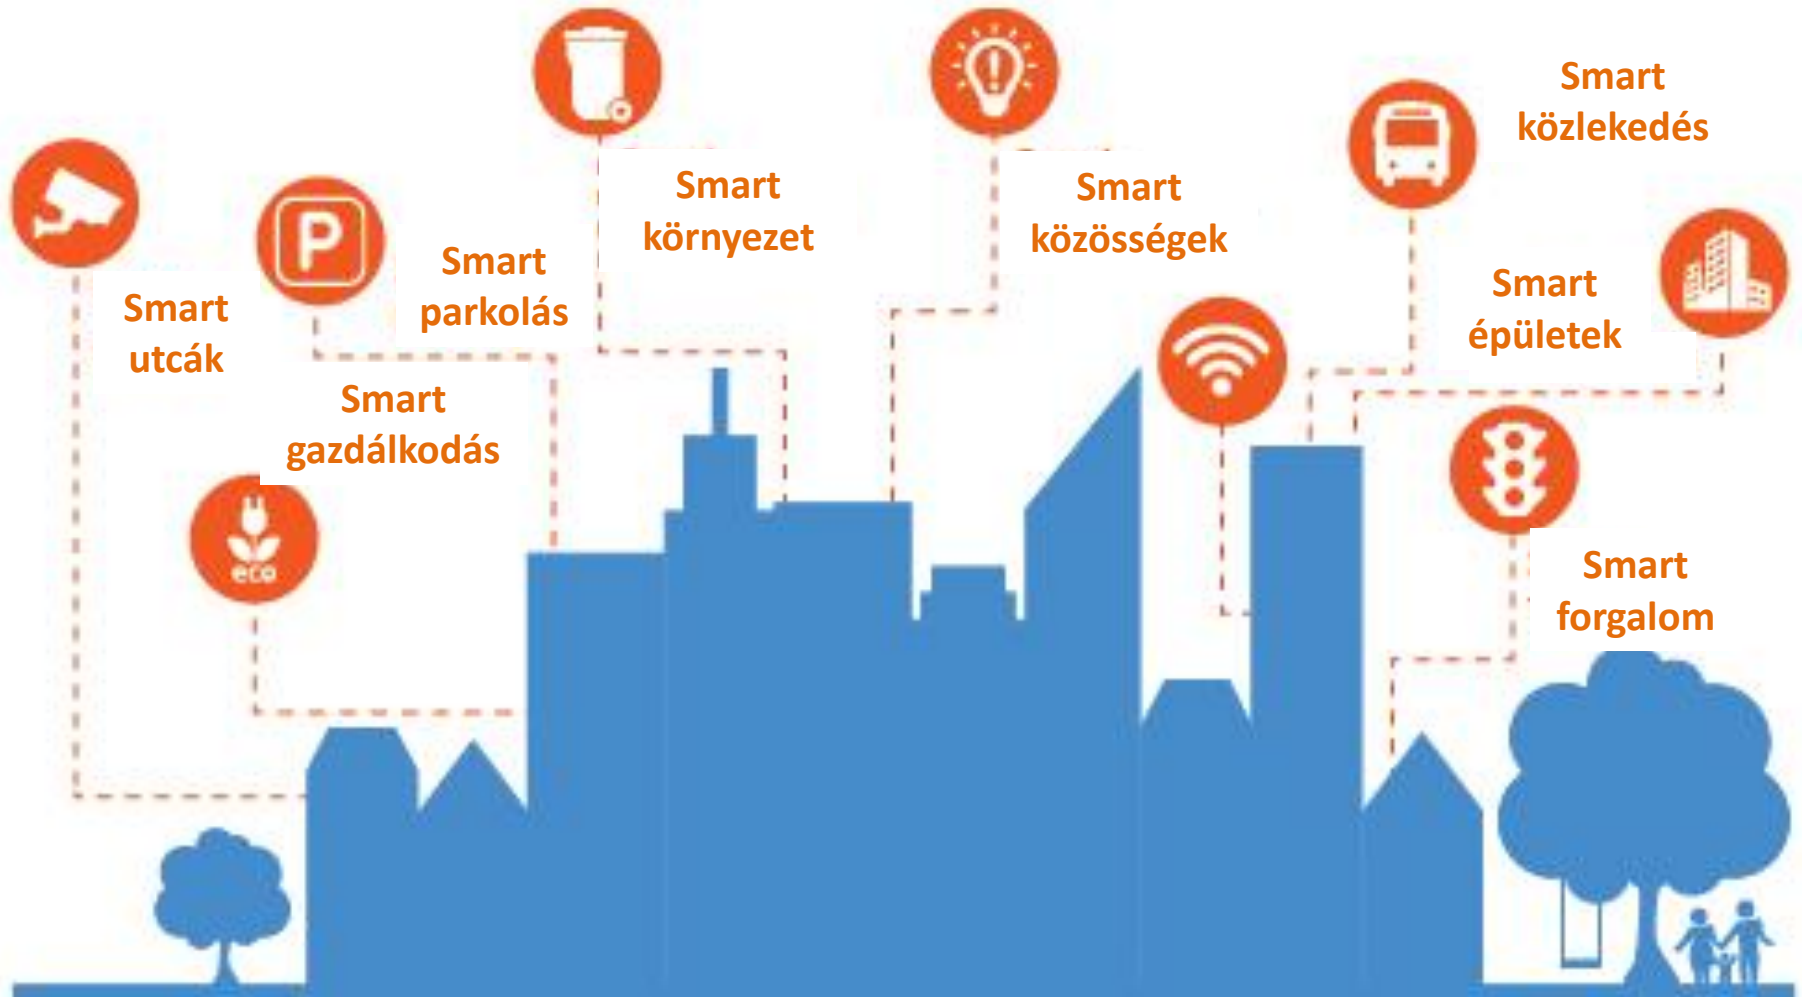 Smart
közlekedés
Smart
környezet
Smart
közösségek
P
Smart
parkolás
Smart
épületek
Smart
utcák
Smart
gazdálkodás
eco
Smart
forgalom